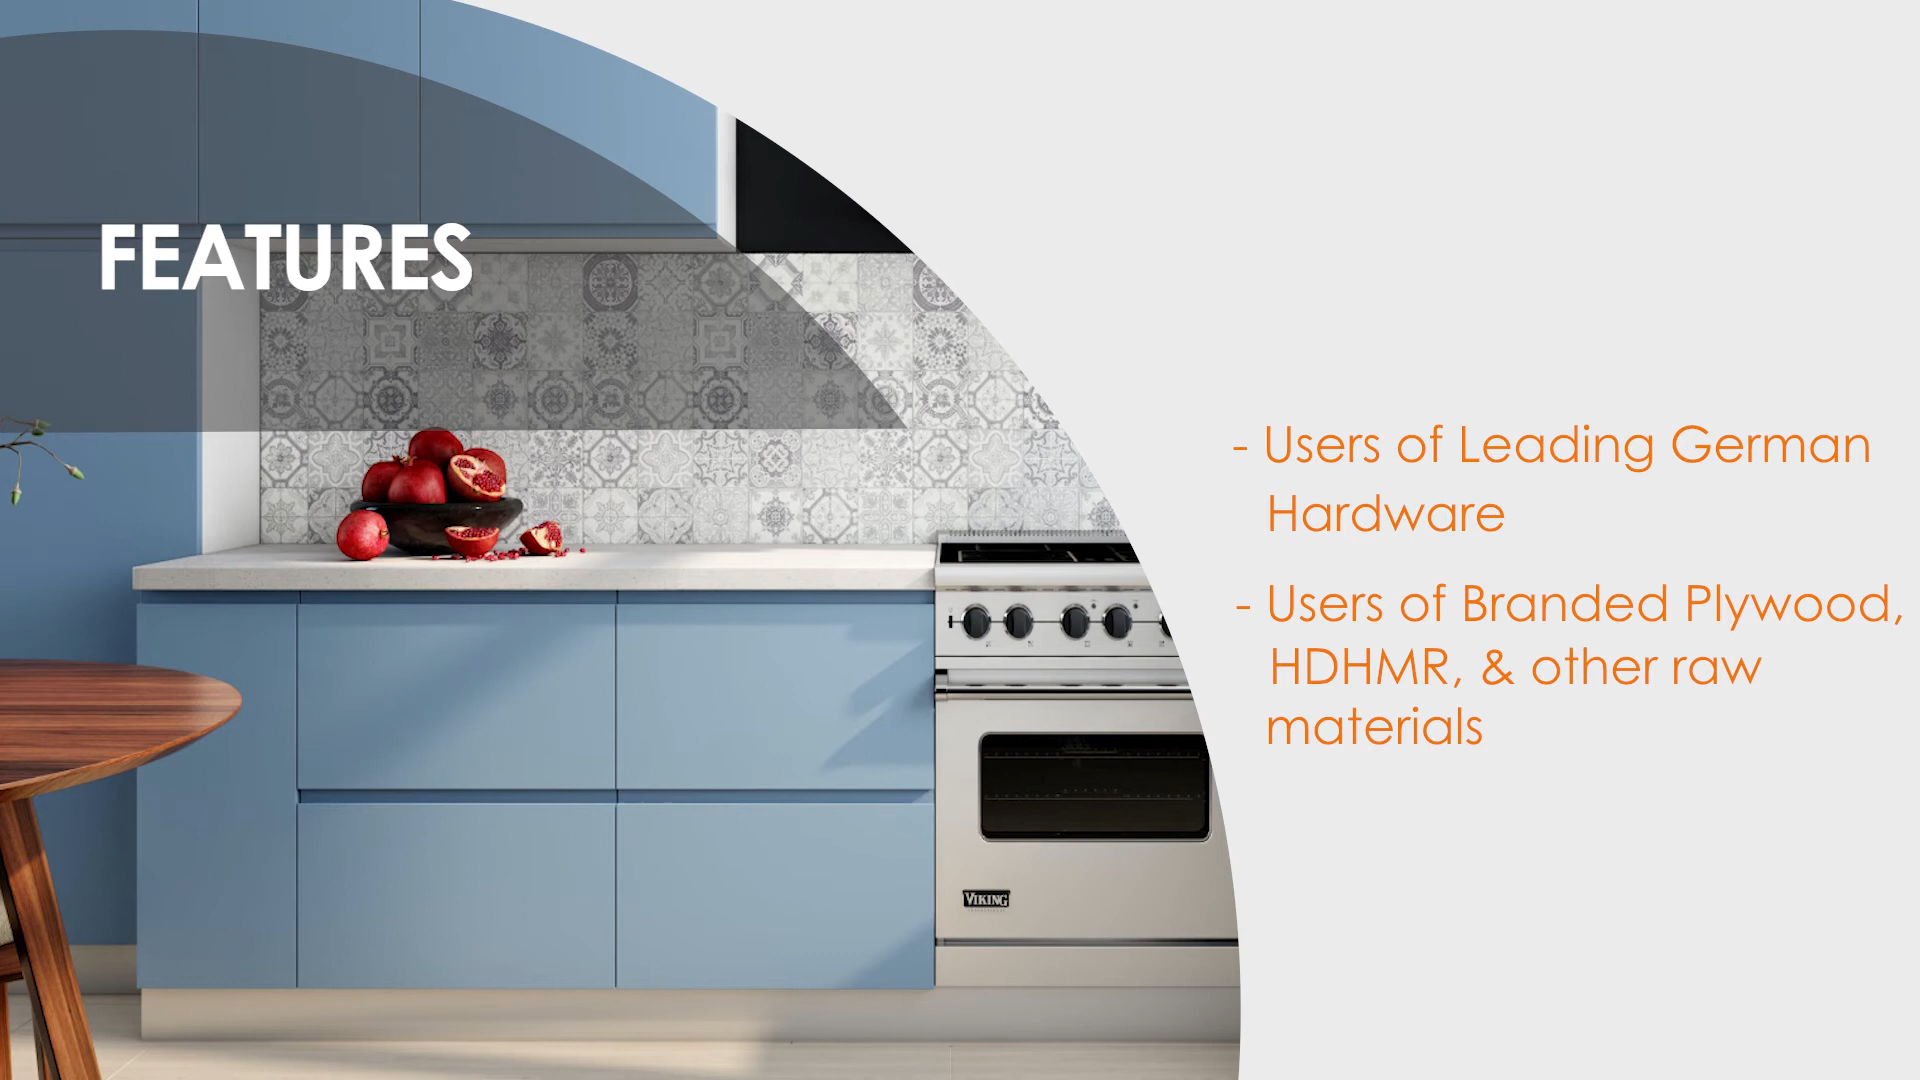 FEATURES
- Users of Leading German
Hardware
- Users of Branded Plywood,
HDHMR, & other raw
materials
VIKING